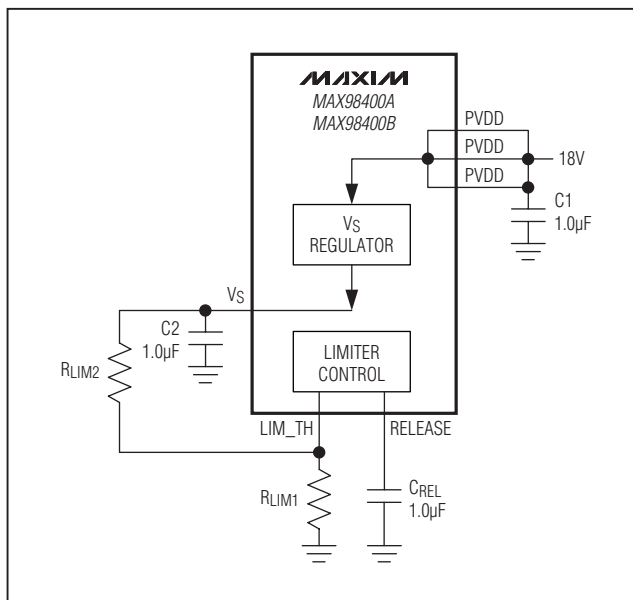 MAXIM
MAX98400A
MAX98400B
PVDD
PVDD
18V
PVDD
C1
1.0µF
VS
REGULATOR
VS
C2
1.0µF
RLIM2
LIMITER
CONTROL
LIM_TH
RELEASE
RLIM1
CREL
1.0µF